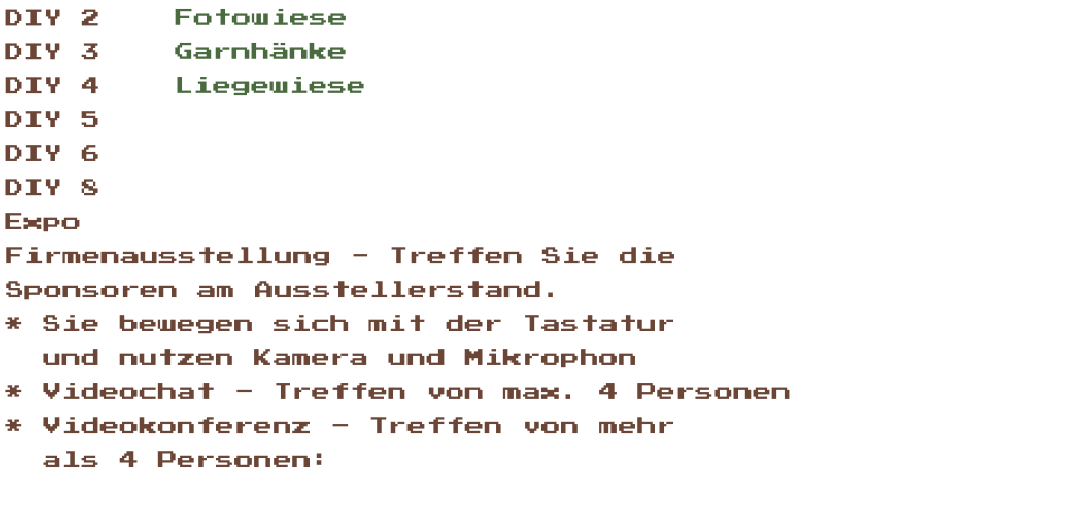 DIY 2 Fotowiese
DIY 3 Garnhänke
DIY 4 Liegewiese
DIY 5
DIY 6
DIY 8
Expo
Firmenausstellung - Treffen Sie die
Sponsoren am Ausstellerstand.
* Sie bewegen sich mit der Tastatur
und nutzen Kamera und Mikrophon
* Videochat - Treffen von max. 4 Personen
* Videokonferenz - Treffen von mehr
als 4 Personen: